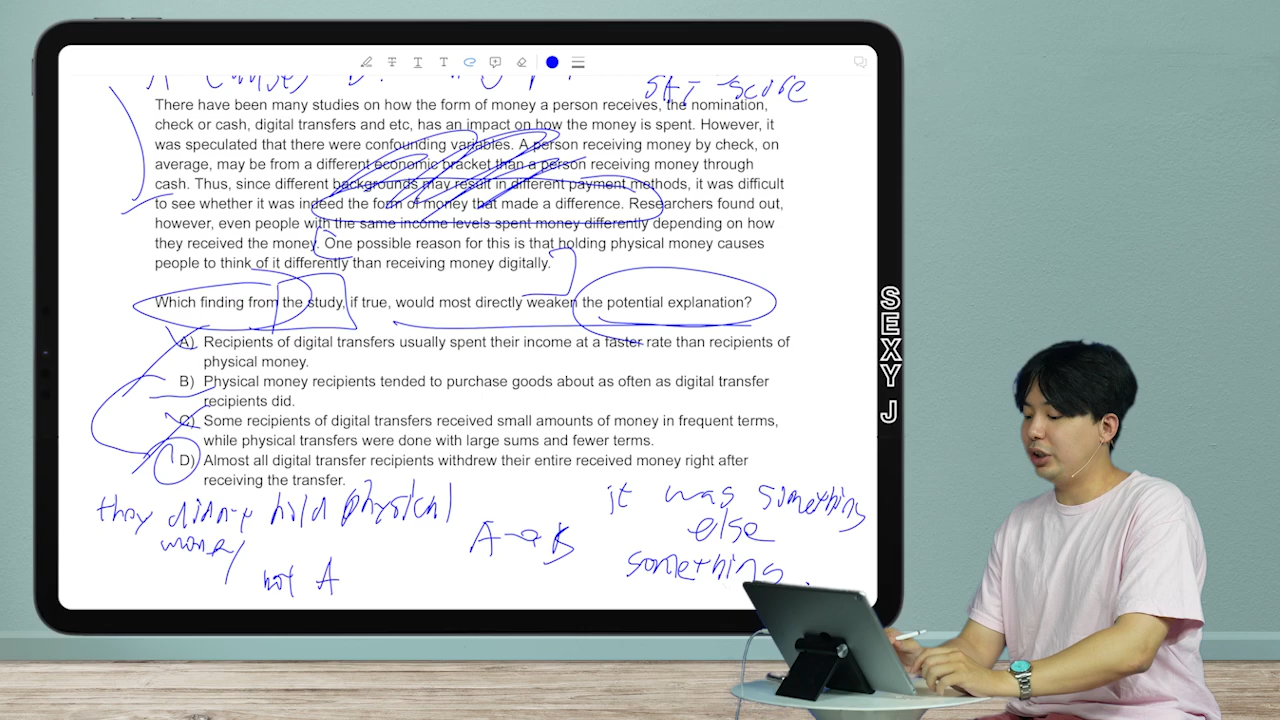 A causes B.
SAT score
There have been many studies on how the form of money a person receives, the nomination,
check or cash, digital transfers and etc, has an impact on how the money is spent. However, it
was speculated that there were confounding variables. A person receiving money by check, on
average, may be from a different economic bracket than a person receiving money through
cash. Thus, since different backgrounds may result in different payment methods, it was difficult
to see whether it was indeed the form of money that made a difference. Researchers found out,
however, even people with the same income levels spent money differently depending on how
they received the money. One possible reason for this is that holding physical money causes
people to think of it differently than receiving money digitally.
Which finding from the study, if true, would most directly weaken the potential explanation?
A) Recipients of digital transfers usually spent their income at a faster rate than recipients of
physical money.
B) Physical money recipients tended to purchase goods about as often as digital transfer
recipients did.
C) Some recipients of digital transfers received small amounts of money in frequent terms,
while physical transfers were done with large sums and fewer terms.
D) Almost all digital transfer recipients withdrew their entire received money right after
receiving the transfer.
they didn't hold physical
money
not A
A→B
it was something
else
something
SEXY J